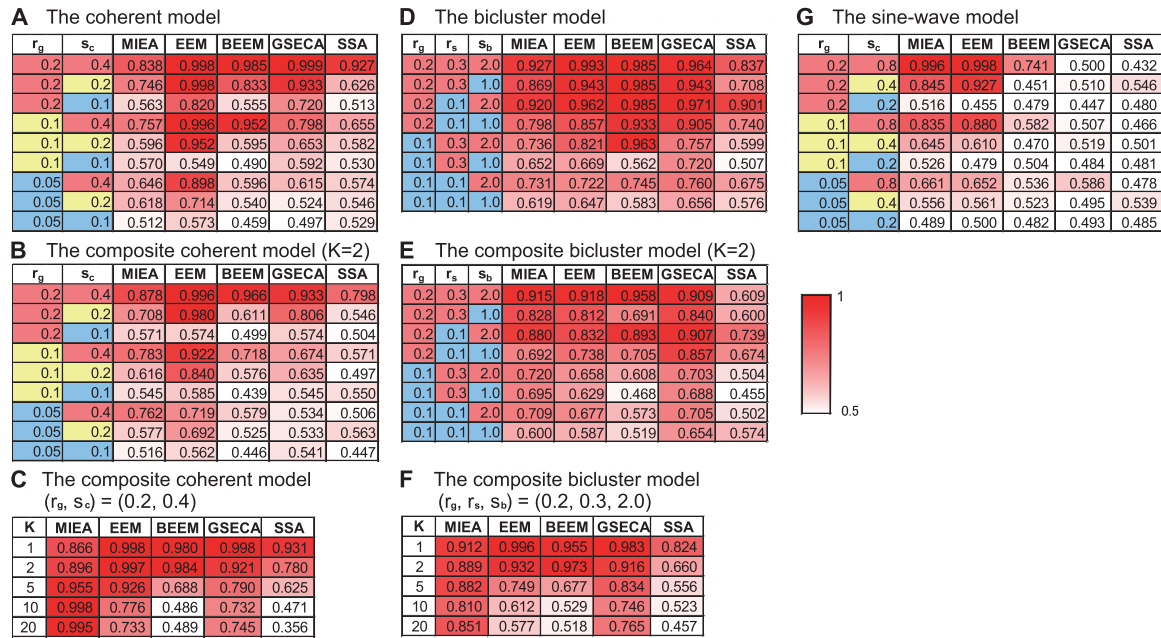 A The coherent model
rg sc MIEA EEM BEEM GSECA SSA
0.2 0.4 0.838 0.998 0.985 0.999 0.927
0.2 0.2 0.746 0.998 0.833 0.933 0.626
0.2 0.1 0.563 0.820 0.555 0.720 0.513
0.1 0.4 0.757 0.996 0.952 0.798 0.655
0.1 0.2 0.596 0.952 0.595 0.653 0.582
0.1 0.1 0.570 0.549 0.490 0.592 0.530
0.05 0.4 0.646 0.898 0.596 0.615 0.574
0.05 0.2 0.618 0.714 0.540 0.524 0.546
0.05 0.1 0.512 0.573 0.459 0.497 0.529
B The composite coherent model (K=2)
rg sc MIEA EEM BEEM GSECA SSA
0.2 0.4 0.878 0.996 0.966 0.933 0.798
0.2 0.2 0.708 0.980 0.611 0.806 0.546
0.2 0.1 0.571 0.574 0.499 0.574 0.504
0.1 0.4 0.783 0.922 0.718 0.674 0.571
0.1 0.2 0.616 0.840 0.576 0.635 0.497
0.1 0.1 0.545 0.585 0.439 0.545 0.550
0.05 0.4 0.762 0.719 0.579 0.534 0.506
0.05 0.2 0.577 0.692 0.525 0.533 0.563
0.05 0.1 0.516 0.562 0.446 0.541 0.447
C The composite coherent model
(rg, sc) = (0.2, 0.4)
K MIEA EEM BEEM GSECA SSA
1 0.866 0.998 0.980 0.998 0.931
2 0.896 0.997 0.984 0.921 0.780
5 0.955 0.926 0.688 0.790 0.625
10 0.998 0.776 0.486 0.732 0.471
20 0.995 0.733 0.489 0.745 0.356
D The bicluster model
rg rs sb MIEA EEM BEEM GSECA SSA
0.2 0.3 2.0 0.927 0.993 0.985 0.964 0.837
0.2 0.3 1.0 0.869 0.943 0.985 0.943 0.708
0.2 0.1 2.0 0.920 0.962 0.985 0.971 0.901
0.2 0.1 1.0 0.798 0.857 0.933 0.905 0.740
0.1 0.3 2.0 0.736 0.821 0.963 0.757 0.599
0.1 0.3 1.0 0.652 0.669 0.562 0.720 0.507
0.1 0.1 2.0 0.731 0.722 0.745 0.760 0.675
0.1 0.1 1.0 0.619 0.647 0.583 0.656 0.576
E The composite bicluster model (K=2)
rg rs sb MIEA EEM BEEM GSECA SSA
0.2 0.3 2.0 0.915 0.918 0.958 0.909 0.609
0.2 0.3 1.0 0.828 0.812 0.691 0.840 0.600
0.2 0.1 2.0 0.880 0.832 0.893 0.907 0.739
0.2 0.1 1.0 0.692 0.738 0.705 0.857 0.674
0.1 0.3 2.0 0.720 0.658 0.608 0.703 0.504
0.1 0.3 1.0 0.695 0.629 0.468 0.688 0.455
0.1 0.1 2.0 0.709 0.677 0.573 0.705 0.502
0.1 0.1 1.0 0.600 0.587 0.519 0.654 0.574
F The composite bicluster model
(rg, rs, sb) = (0.2, 0.3, 2.0)
K MIEA EEM BEEM GSECA SSA
1 0.912 0.996 0.955 0.983 0.824
2 0.889 0.932 0.973 0.916 0.660
5 0.882 0.749 0.677 0.834 0.556
10 0.810 0.612 0.529 0.746 0.523
20 0.851 0.577 0.518 0.765 0.457
G The sine-wave model
rg sc MIEA EEM BEEM GSECA SSA
0.2 0.8 0.996 0.998 0.741 0.500 0.432
0.2 0.4 0.845 0.927 0.451 0.510 0.546
0.2 0.2 0.516 0.455 0.479 0.447 0.480
0.1 0.8 0.835 0.880 0.582 0.507 0.466
0.1 0.4 0.645 0.610 0.470 0.519 0.501
0.1 0.2 0.526 0.479 0.504 0.484 0.481
0.05 0.8 0.661 0.652 0.536 0.586 0.478
0.05 0.4 0.556 0.561 0.523 0.495 0.539
0.05 0.2 0.489 0.500 0.482 0.493 0.485
1
0.5